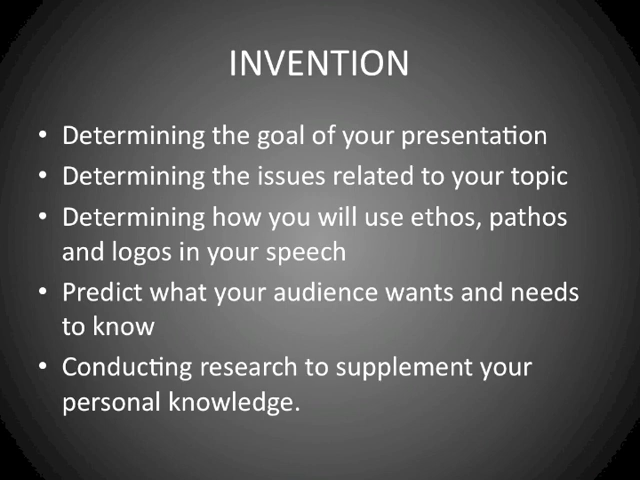 INVENTION
• Determining the goal of your presentation
• Determining the issues related to your topic
• Determining how you will use ethos, pathos
and logos in your speech
• Predict what your audience wants and needs
to know
• Conducting research to supplement your
personal knowledge.